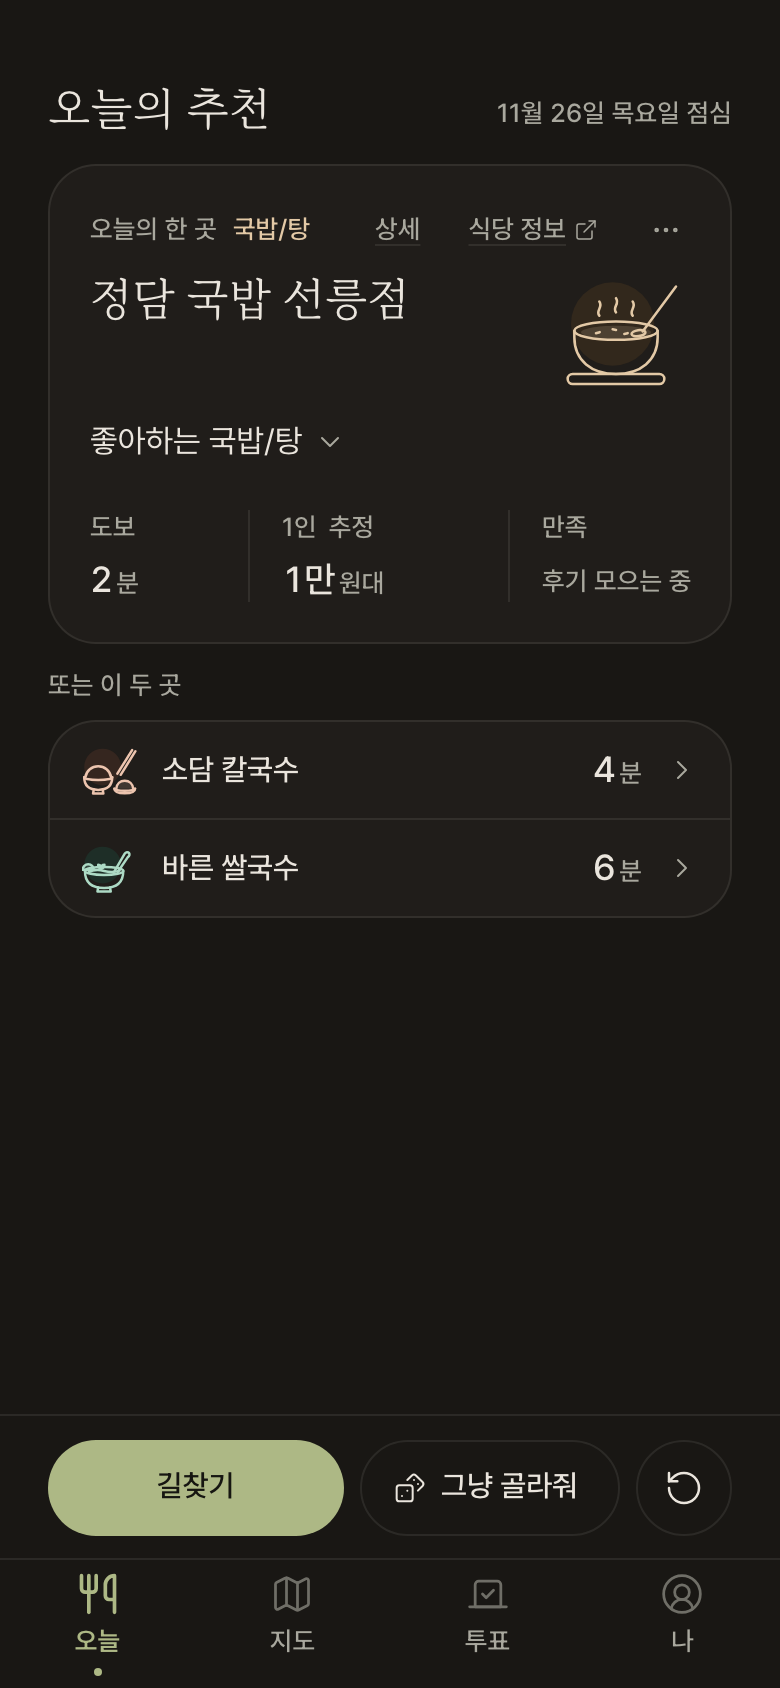 오늘의 추천
11월 26일 목요일 점심
오늘의 한 곳 국밥/탕 상세 식당 정보
정담 국밥 선릉점
좋아하는 국밥/탕
도보 1인 추정 만족
2분 1만원대 후기 모으는 중
또는 이 두 곳
소담 칼국수 4분
바른 쌀국수 6분
길찾기 그냥 골라줘
오늘 지도 투표 나